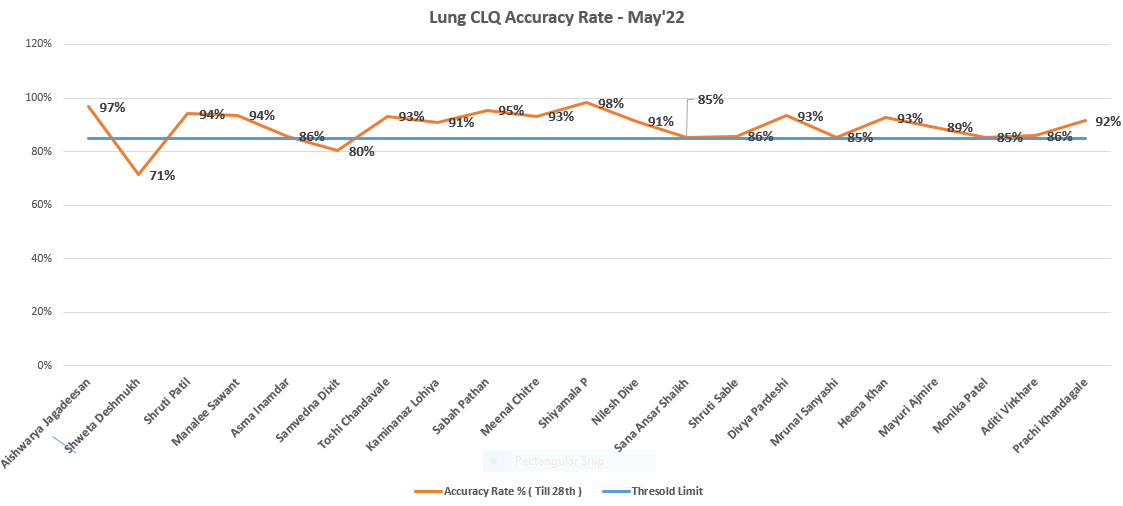 Lung CLQ Accuracy Rate - May'22
120%
100%
80%
60%
40%
20%
0%
97%
71%
94%
94%
86%
80%
93%
91%
95%
93%
98%
91%
85%
86%
93%
85%
93%
89%
85%
86%
92%
Aishwarya Jagadeesan
Shweta Deshmukh
Shruti Patil
Manalee Sawant
Asma Inamdar
Samvedna Dixit
Toshi Chandavale
Kaminanaz Lohiya
Sabah Pathan
Meenal Chitre
Shiyamala P
Nilesh Dive
Sana Ansar Shaikh
Shruti Sable
Divya Pardeshi
Mrunal Sanyashi
Heena Khan
Mayuri Ajmire
Monika Patel
Aditi Virkhare
Prachi Khandagale
Rectangular Snip
Accuracy Rate % ( Till 28th )
Thresold Limit